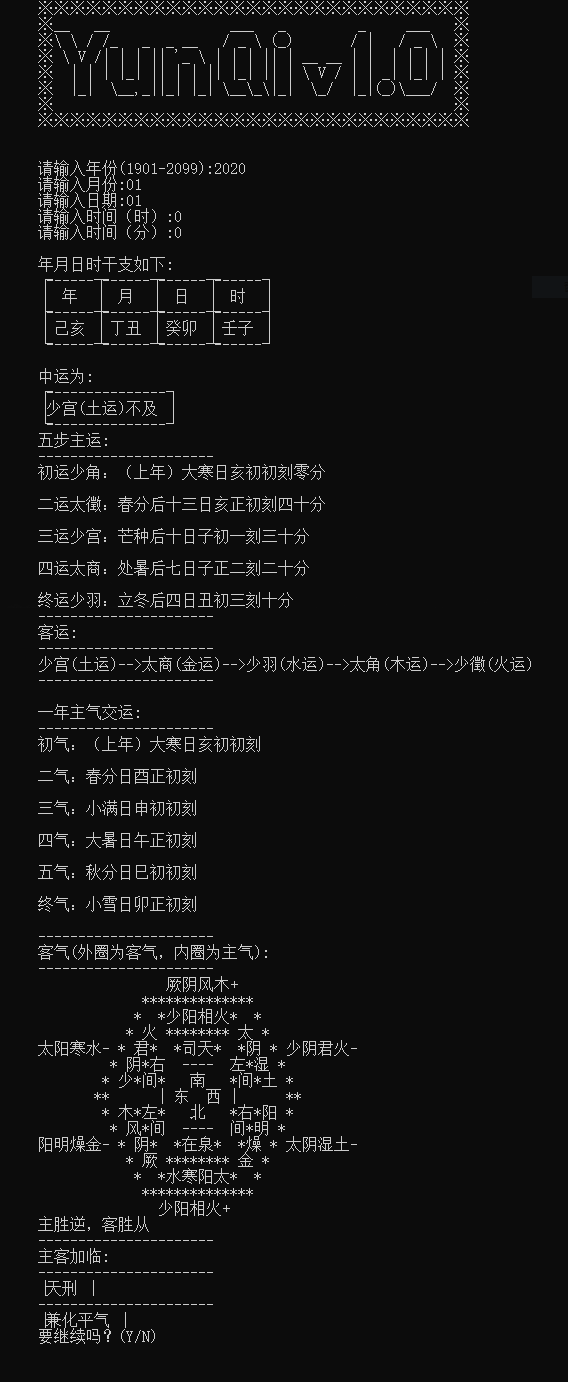 YunQi v1.0
请输入年份(1901-2099):2020
请输入月份:01
请输入日期:01
请输入时间（时）:0
请输入时间（分）:0
年月日时干支如下:
年 | 月 | 日 | 时
己亥 | 丁丑 | 癸卯 | 壬子
中运为:
少宫(土运)不及
五步主运:
----------------------
初运少角: （上年）大寒日亥初初刻零分
二运太徵: 春分后十三日亥正初刻四十分
三运少宫: 芒种后十日子初一刻三十分
四运太商: 处暑后七日子正二刻二十分
终运少羽: 立冬后四日丑初三刻十分
----------------------
客运:
----------------------
少宫(土运)-->太商(金运)-->少羽(水运)-->太角(木运)-->少徵(火运)
----------------------
一年主气交运:
----------------------
初气: （上年）大寒日亥初初刻
二气: 春分日酉正初刻
三气: 小满日申初初刻
四气: 大暑日午正初刻
五气: 秋分日巳初初刻
终气: 小雪日卯正初刻
----------------------
客气(外圈为客气, 内圈为主气):
----------------------
厥阴风木+
**************
* *少阳相火* *
* 火 ******** 太 *
太阳寒水- * 君* *司天* *阴 * 少阴君火-
* 阴*右 ---- 左*湿 *
* 少*间* 南 *间*土 *
** | 东 西 | **
* 木*左* 北 *右*阳 *
* 风*间 ---- 间*明 *
阳明燥金- * 阴* *在泉* *燥 * 太阴湿土-
* 厥 ******** 金 *
* *水寒阳太* *
**************
少阳相火+
主胜逆, 客胜从
----------------------
主客加临:
----------------------
|天刑 |
----------------------
|兼化平气 |
要继续吗？(Y/N)